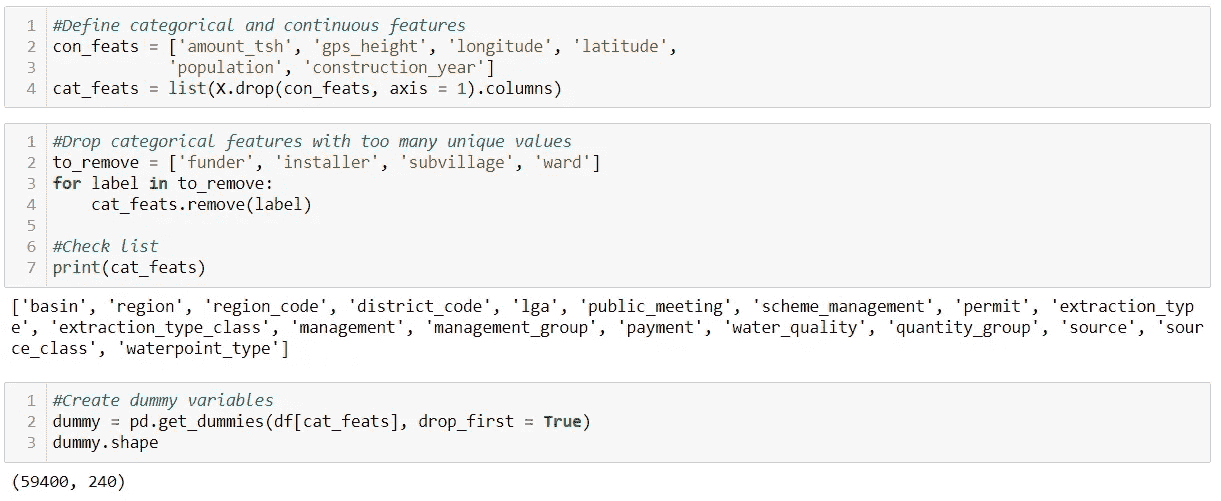 1 #Define categorical and continuous features
2 con_feats = ['amount_tsh', 'gps_height', 'longitude', 'latitude',
3             'population', 'construction_year']
4 cat_feats = list(X.drop(con_feats, axis = 1).columns)
1 #Drop categorical features with too many unique values
2 to_remove = ['funder', 'installer', 'subvillage', 'ward']
3 for label in to_remove:
4     cat_feats.remove(label)
5
6 #Check list
7 print(cat_feats)
['basin', 'region', 'region_code', 'district_code', 'lga', 'public_meeting', 'scheme_management', 'permit', 'extraction_typ
e', 'extraction_type_class', 'management', 'management_group', 'payment', 'water_quality', 'quantity_group', 'source', 'sour
ce_class', 'waterpoint_type']
1 #Create dummy variables
2 dummy = pd.get_dummies(df[cat_feats], drop_first = True)
3 dummy.shape
(59400, 240)